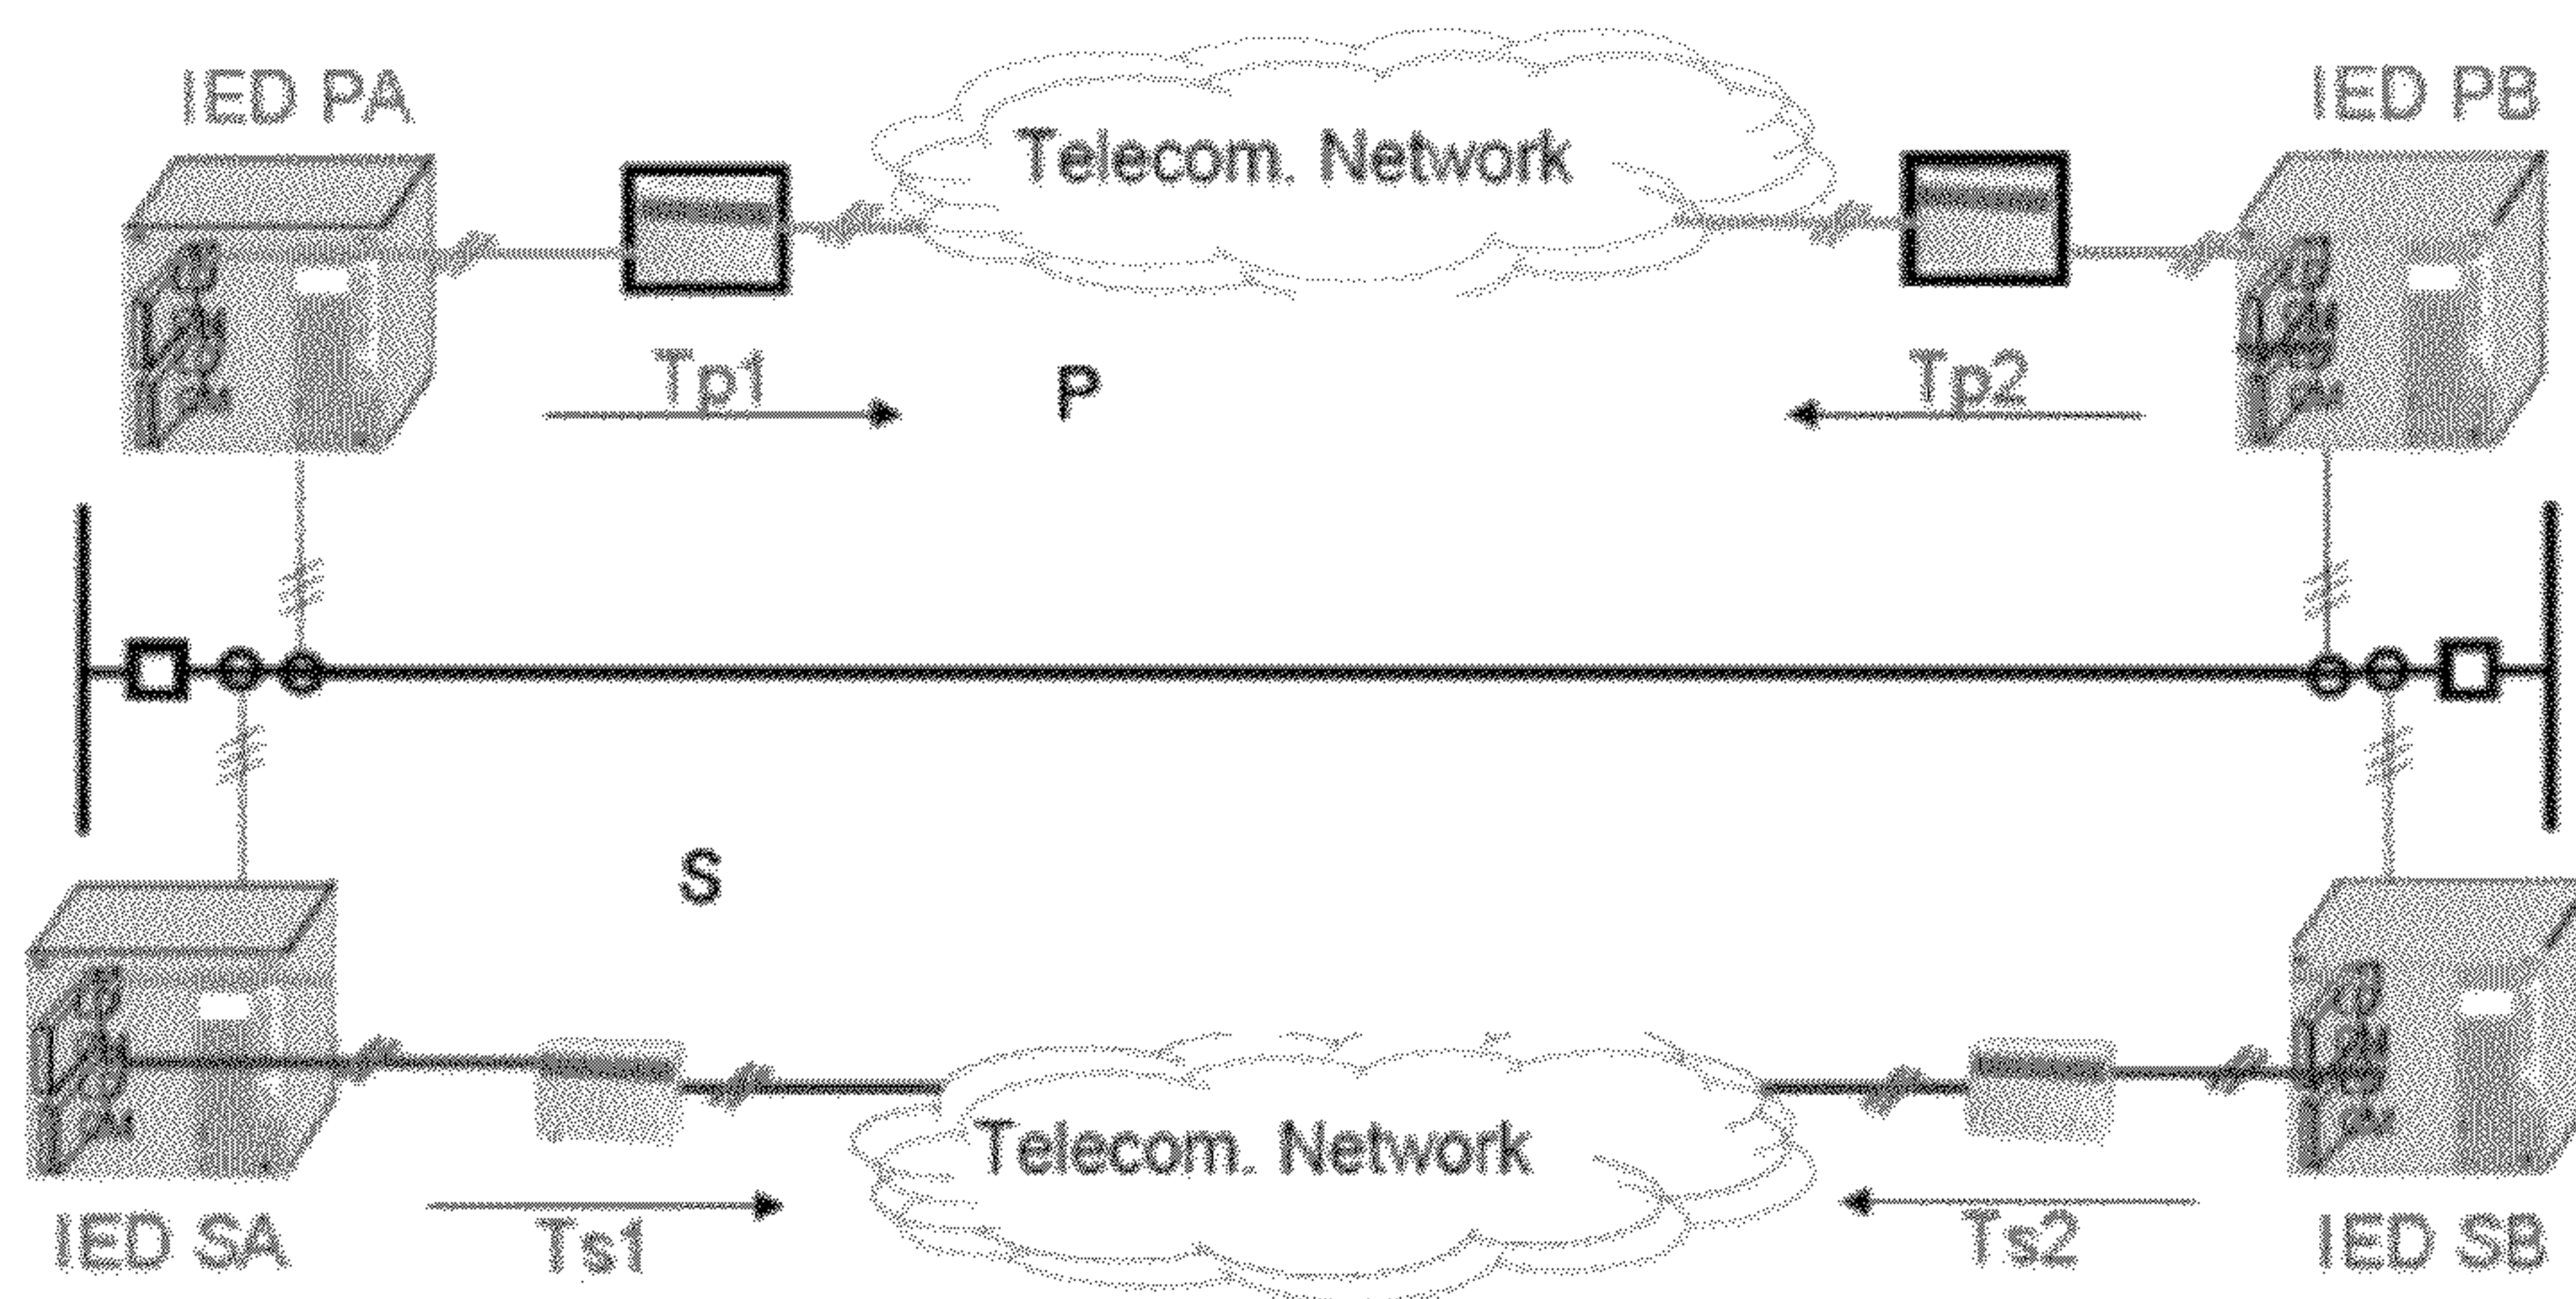 IED PA
Telecom. Network
IED PB
Tp1
P
Tp2
S
Telecom. Network
IED SA
Ts1
Ts2
IED SB